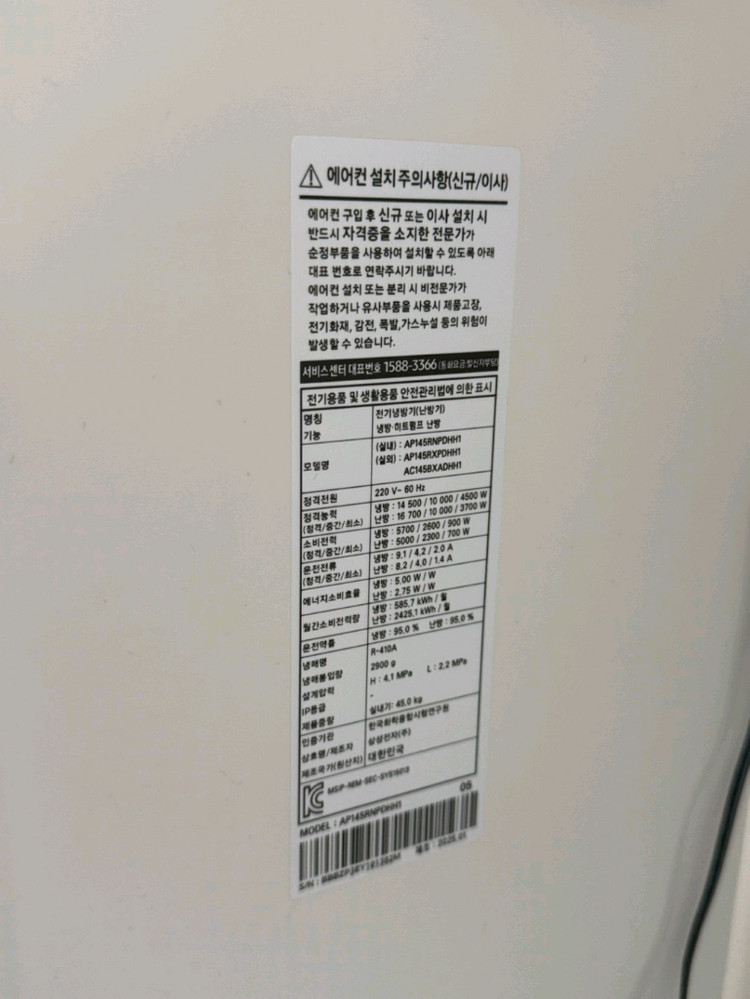 에어컨 설치 주의사항(신규/이사)
에어컨 구입 후 신규 또는 이사 설치 시
반드시 자격증을 소지한 전문가가
순정부품을 사용하여 설치할 수 있도록 아래
대표 번호로 연락주시기 바랍니다.
에어컨 설치 또는 분리 시 비전문가가
작업하거나 유사부품을 사용시 제품고장,
전기화재, 감전, 폭발,가스누설 등의 위험이
발생할 수 있습니다.
서비스센터 대표번호 1588-3366 (통화요금:발신자부담)
전기용품 및 생활용품 안전관리법에 의한 표시
명칭 전기냉방기(난방기)
기능 냉방·히트펌프 난방
모델명 (실내) : AP145RNPDHH1
(실외) : AP145RXPDHH1
AC145BXADHH1
정격전원 220 V~ 60 Hz
정격능력 냉방 : 14 500 / 10 000 / 4500 W
(정격/중간/최소) 난방 : 16 700 / 10 000 / 3700 W
소비전력 냉방 : 5700 / 2600 / 900 W
(정격/중간/최소) 난방 : 5000 / 2300 / 700 W
운전전류 냉방 : 9.1 / 4.2 / 2.0 A
(정격/중간/최소) 난방 : 8.2 / 4.0 / 1.4 A
에너지소비효율 냉방 : 5.00 W / W
난방 : 2.75 W / W
월간소비전력량 냉방 : 585.7 kWh / 월
난방 : 2425.1 kWh / 월
운전역률 냉방 : 95.0 % 난방 : 95.0 %
냉매명 R-410A
냉매봉입량 2900 g
설계압력 H : 4.1 MPa L : 2.2 MPa
IP등급 -
제품중량 실내기: 45.0 kg
인증기관 한국화학융합시험연구원
상호명/제조자 삼성전자(주)
제조국가(원산지) 대한민국
MSIP-REM-SEC-SYS16013
05
MODEL : AP145RNPDHH1
S/N :
제조 : 2025.01